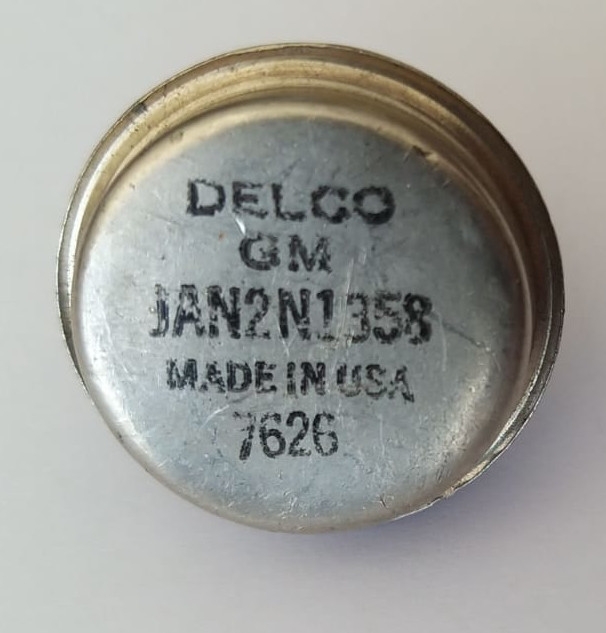 DELCO
GM
JAN2N1358
MADE IN USA
7626